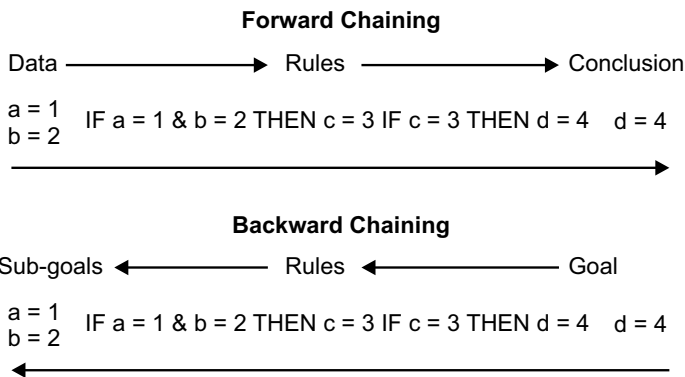 Forward Chaining
Data Rules Conclusion
a = 1
b = 2
IF a = 1 & b = 2 THEN c = 3 IF c = 3 THEN d = 4 d = 4
Backward Chaining
Sub-goals Rules Goal
a = 1
b = 2
IF a = 1 & b = 2 THEN c = 3 IF c = 3 THEN d = 4 d = 4